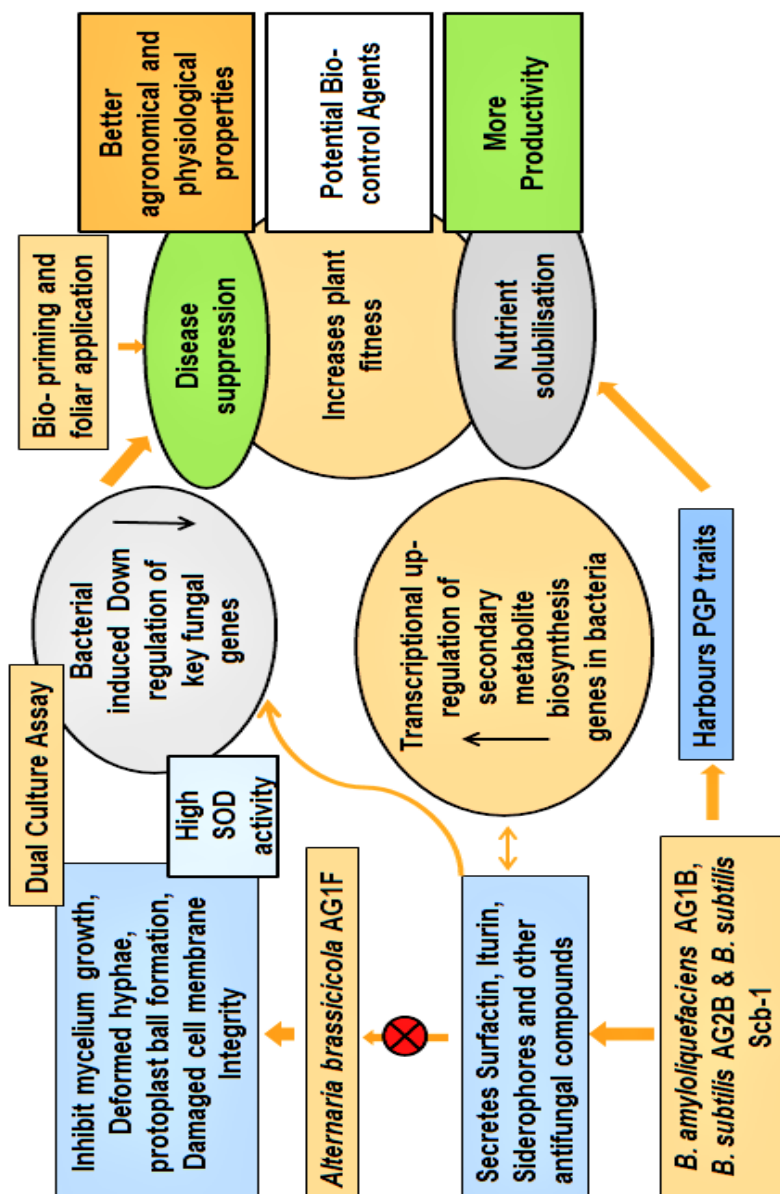 Dual Culture Assay
Inhibit mycelium growth,
Deformed hyphae,
protoplast ball formation,
Damaged cell membrane
Integrity
High
SOD
activity
Bacterial
induced Down
regulation of
key fungal
genes
Bio- priming and
foliar application
Disease
suppression
Better
agronomical and
physiological
properties
Alternaria brassicicola AG1F
Secretes Surfactin, Iturin,
Siderophores and other
antifungal compounds
Transcriptional up-
regulation of
secondary
metabolite
biosynthesis
genes in bacteria
Increases plant
fitness
Potential Bio-
control Agents
B. amyloliquefaciens AG1B,
B. subtilis AG2B & B. subtilis
Scb-1
Harbours PGP traits
Nutrient
solubilisation
More
Productivity